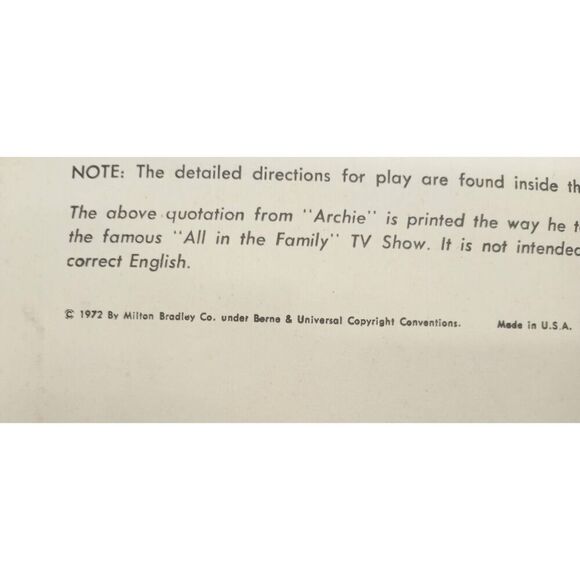 NOTE: The detailed directions for play are found inside
The above quotation from "Archie" is printed the way he
the famous "All in the Family" TV Show. It is not intended
correct English.
© 1972 By Milton Bradley Co. under Berne & Universal Copyright Conventions. Made in U.S.A.